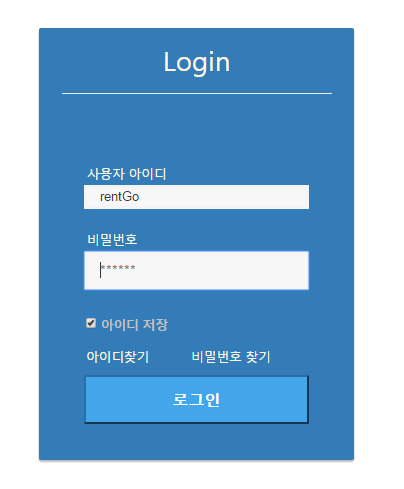 Login
사용자 아이디
rentGo
비밀번호
******
아이디 저장
아이디찾기 비밀번호 찾기
로그인